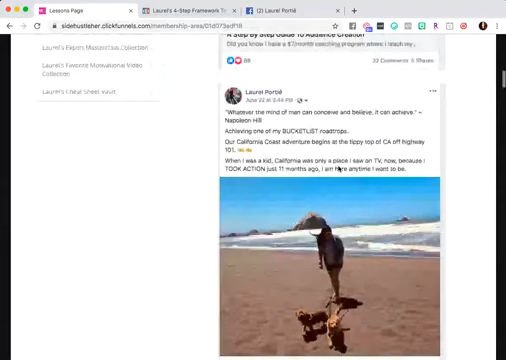 Lessons Page
Laurel's 4-Step Framework T
(2) Laurel Portié
sidehustleher.clickfunnels.com/membership-area/01d073edf18
Laurel's Favorite Motivational Video
Collection
Laurel's Cheat Sheet Vault
A Step By Step Guide To Audience Creation
Did you know I have a $7/month coaching program where I teach my
88
22 Comments 5 Shares
Laurel Portié
June 22 at 3:44 PM
"Whatever the mind of man can conceive and believe, it can achieve." ~
Napoleon Hill
Achieving one of my BUCKETLIST roadtrips.
Our California Coast adventure begins at the tippy top of CA off highway
101.
When I was a kid, California was only a place I saw on TV, now, because I
TOOK ACTION just 11 months ago, I am here anytime I want to be.